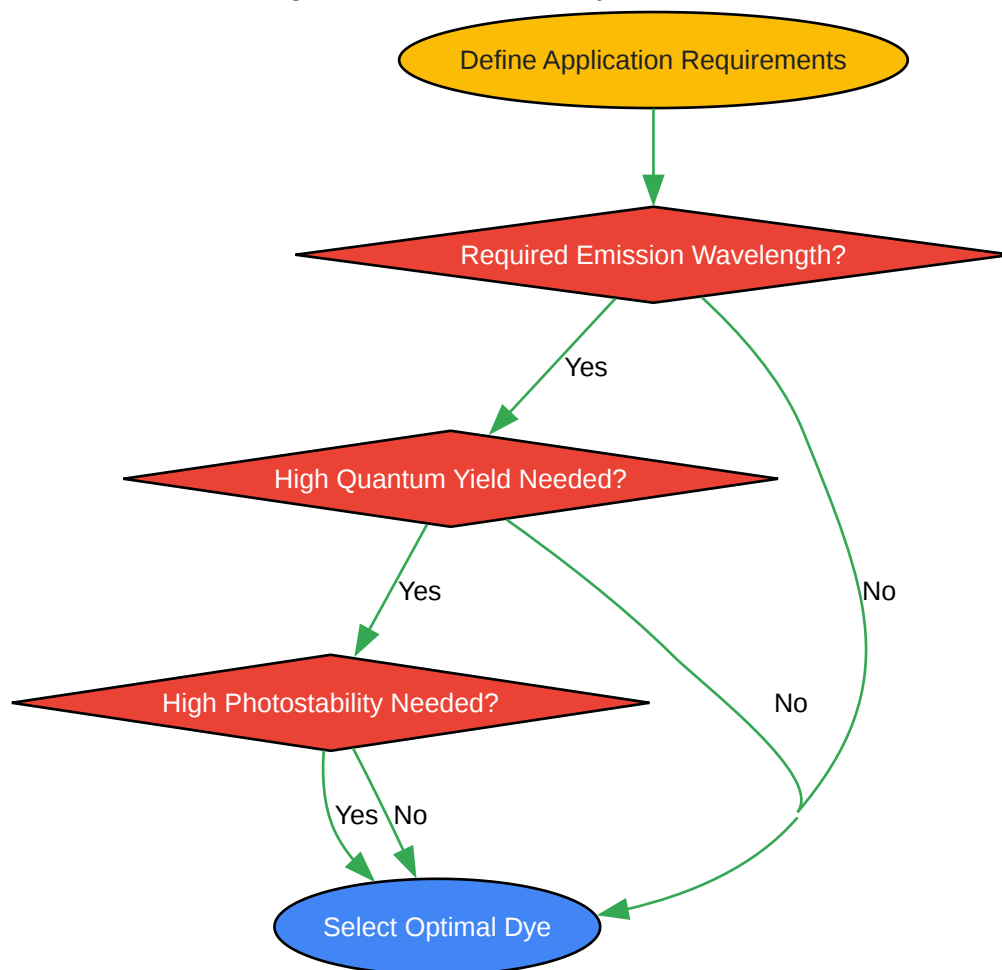 Define Application Requirements
Required Emission Wavelength?
Yes
High Quantum Yield Needed?
Yes
No
High Photostability Needed?
No
Yes
No
Select Optimal Dye